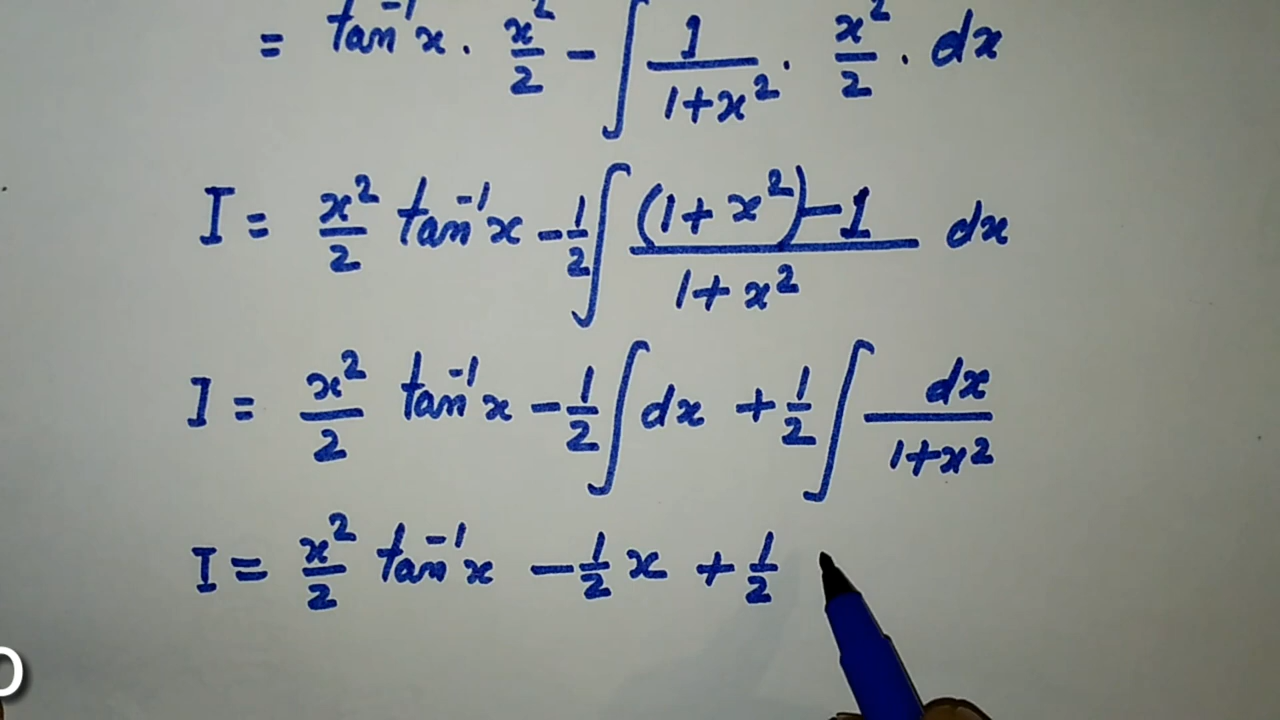 = tan⁻¹x . x²/2 - ∫ 1/(1+x²) . x²/2 . dx
I = x²/2 tan⁻¹x - 1/2 ∫ ((1+x²)-1)/(1+x²) dx
I = x²/2 tan⁻¹x - 1/2 ∫ dx + 1/2 ∫ dx/(1+x²)
I = x²/2 tan⁻¹x - 1/2 x + 1/2